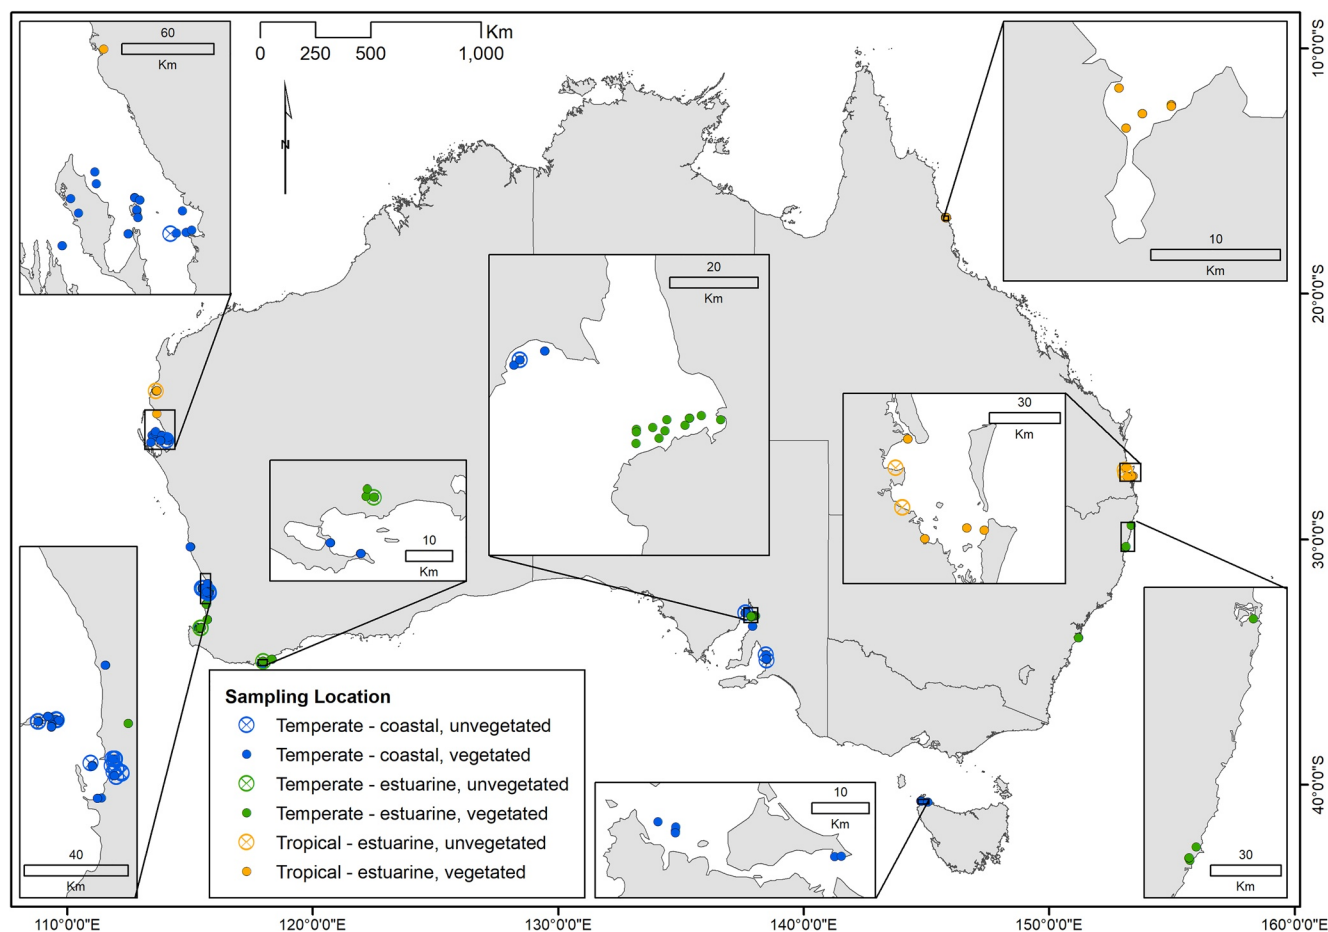 60
Km
Km
0 250 500 1,000
N
10
Km
20
Km
30
Km
10
Km
10°0'0"S
20°0'0"S
30°0'0"S
40°0'0"S
Sampling Location
Temperate - coastal, unvegetated
Temperate - coastal, vegetated
Temperate - estuarine, unvegetated
Temperate - estuarine, vegetated
Tropical - estuarine, unvegetated
Tropical - estuarine, vegetated
40
Km
10
Km
30
Km
110°0'0"E 120°0'0"E 130°0'0"E 140°0'0"E 150°0'0"E 160°0'0"E